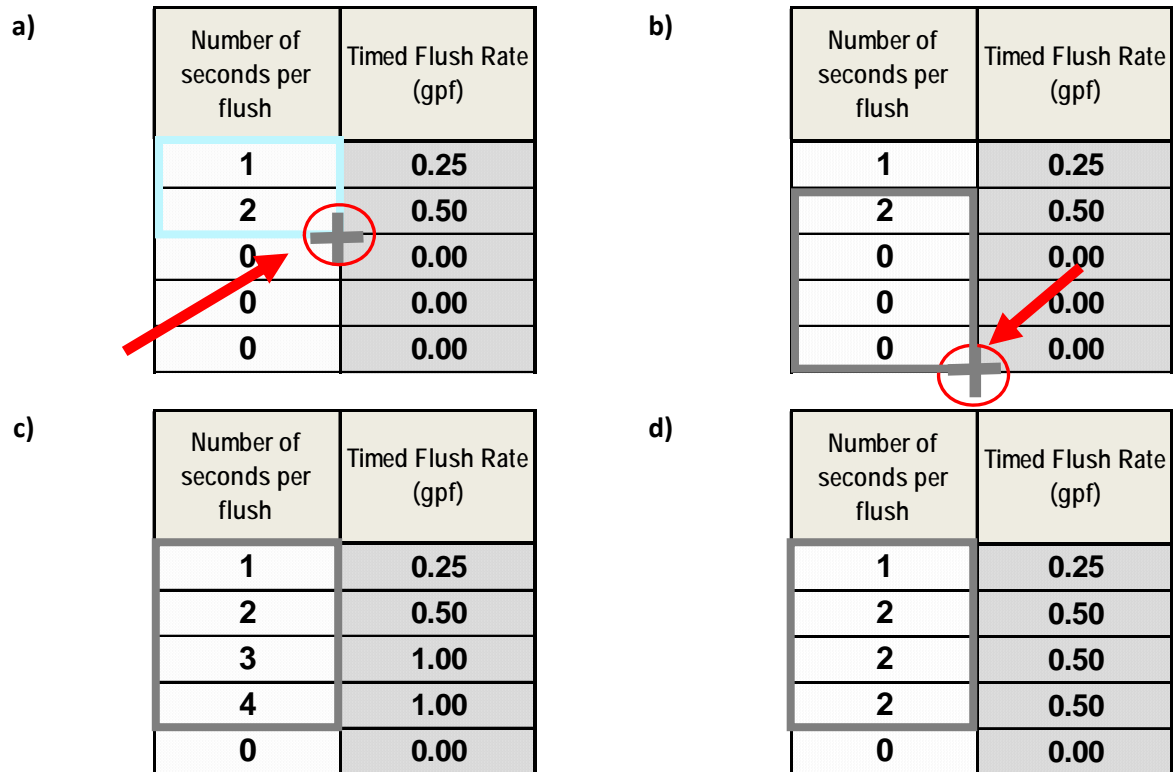 a)
Number of
seconds per
flush
Timed Flush Rate
(gpf)
1 0.25
2 0.50
0 0.00
0 0.00
0 0.00
b)
Number of
seconds per
flush
Timed Flush Rate
(gpf)
1 0.25
2 0.50
0 0.00
0 0.00
0 0.00
c)
Number of
seconds per
flush
Timed Flush Rate
(gpf)
1 0.25
2 0.50
3 1.00
4 1.00
0 0.00
d)
Number of
seconds per
flush
Timed Flush Rate
(gpf)
1 0.25
2 0.50
2 0.50
2 0.50
0 0.00